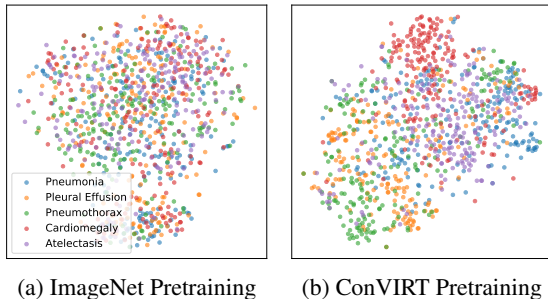 Pneumonia
Pleural Effusion
Pneumothorax
Cardiomegaly
Atelectasis
(a) ImageNet Pretraining
(b) ConVIRT Pretraining